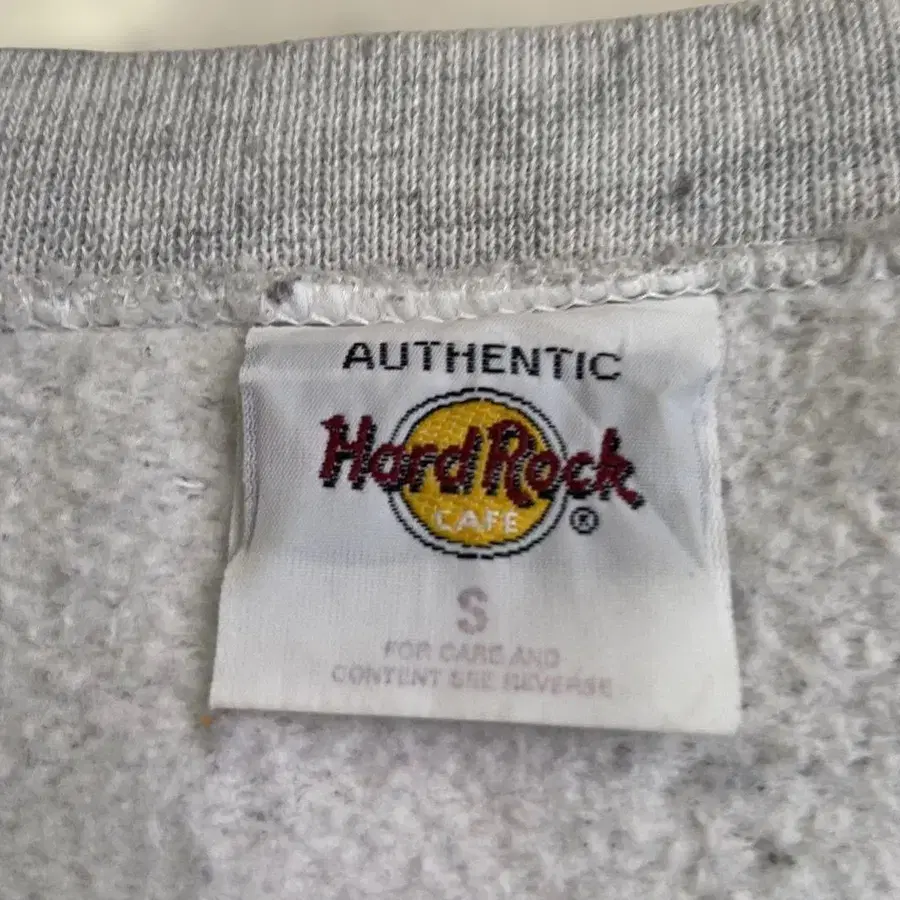 AUTHENTIC
Hard Rock
CAFE ®
S
FOR CARE AND
CONTENT SEE REVERSE